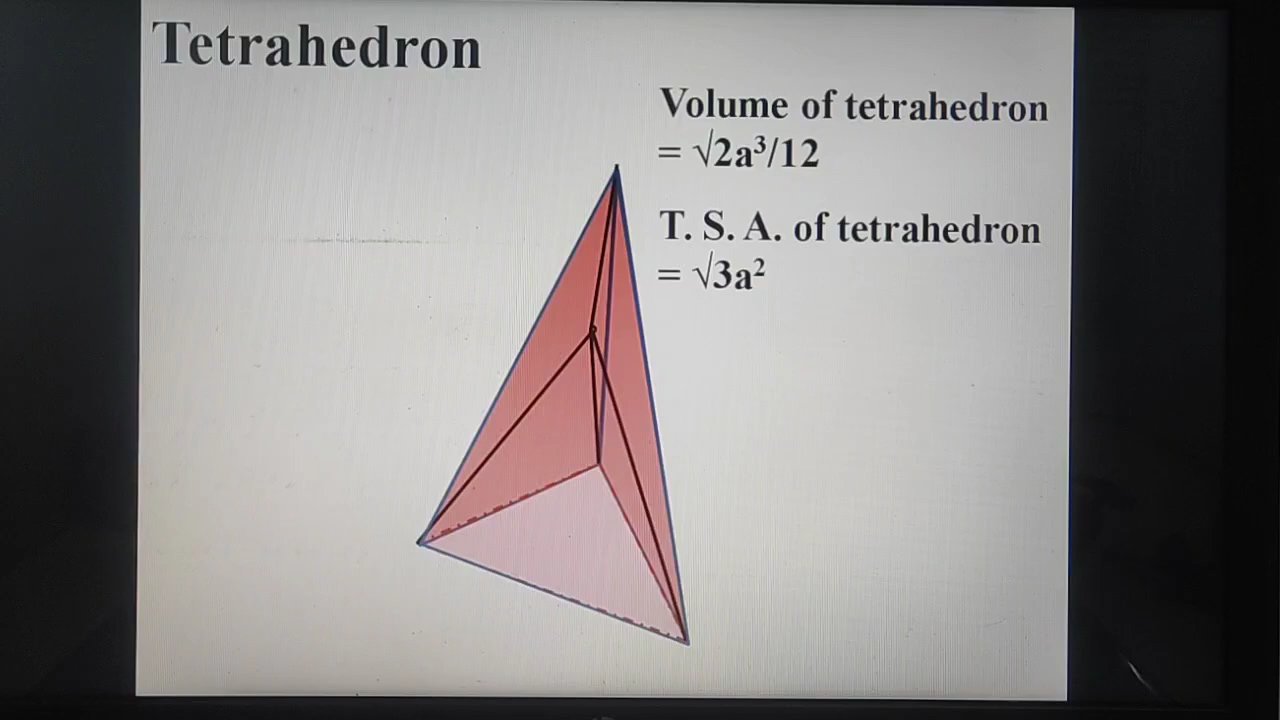 Tetrahedron
Volume of tetrahedron
= √2a³/12
T. S. A. of tetrahedron
= √3a²